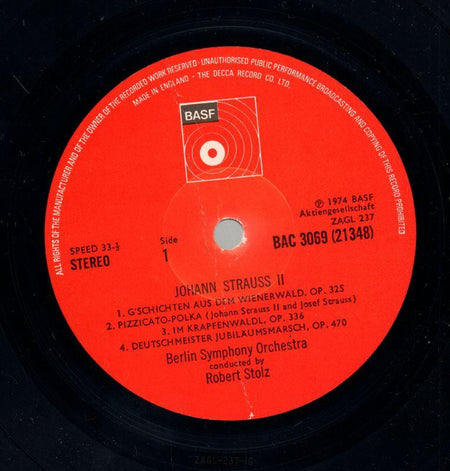 ALL RIGHTS OF THE MANUFACTURER AND OF THE OWNER OF THE RECORDED WORK RESERVED · UNAUTHORISED PUBLIC PERFORMANCE BROADCASTING AND COPYING OF THIS RECORD PROHIBITED
MADE IN ENGLAND - THE DECCA RECORD CO. LTD.
BASF
℗ 1974 BASF
Aktiengesellschaft
ZAGL 237
SPEED 33-⅓
STEREO
Side
1
BAC 3069 (21348)
JOHANN STRAUSS II
1. G'SCHICHTEN AUS DEM WIENERWALD, OP. 325
2. PIZZICATO-POLKA (Johann Strauss II and Josef Strauss)
3. IM KRAPFENWALDL, OP. 336
4. DEUTSCHMEISTER JUBILÄUMSMARSCH, OP. 470
Berlin Symphony Orchestra
conducted by
Robert Stolz